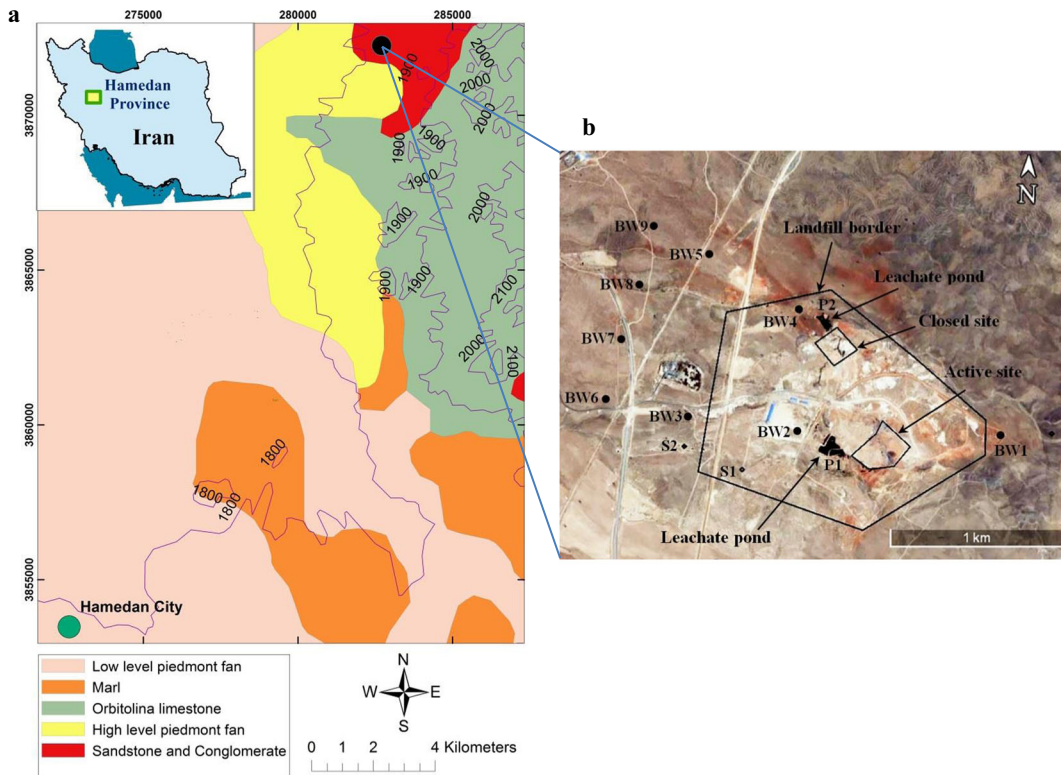 a
275000
280000
285000
3870000
3865000
3860000
3855000
Hamedan
Province
Iran
1900
2000
2000
2000
1900
1900
1900
2000
1900
1900
2100
2000
2100
1800
1800
1800
Hamedan City
Low level piedmont fan
Marl
Orbitolina limestone
High level piedmont fan
Sandstone and Conglomerate
N
W
E
S
0 1 2 4 Kilometers
b
N
BW9
Landfill border
BW5
Leachate pond
BW8
P2
BW4
Closed site
BW7
Active site
BW6
BW3
BW2
BW1
S2
P1
S1
Leachate pond
1 km